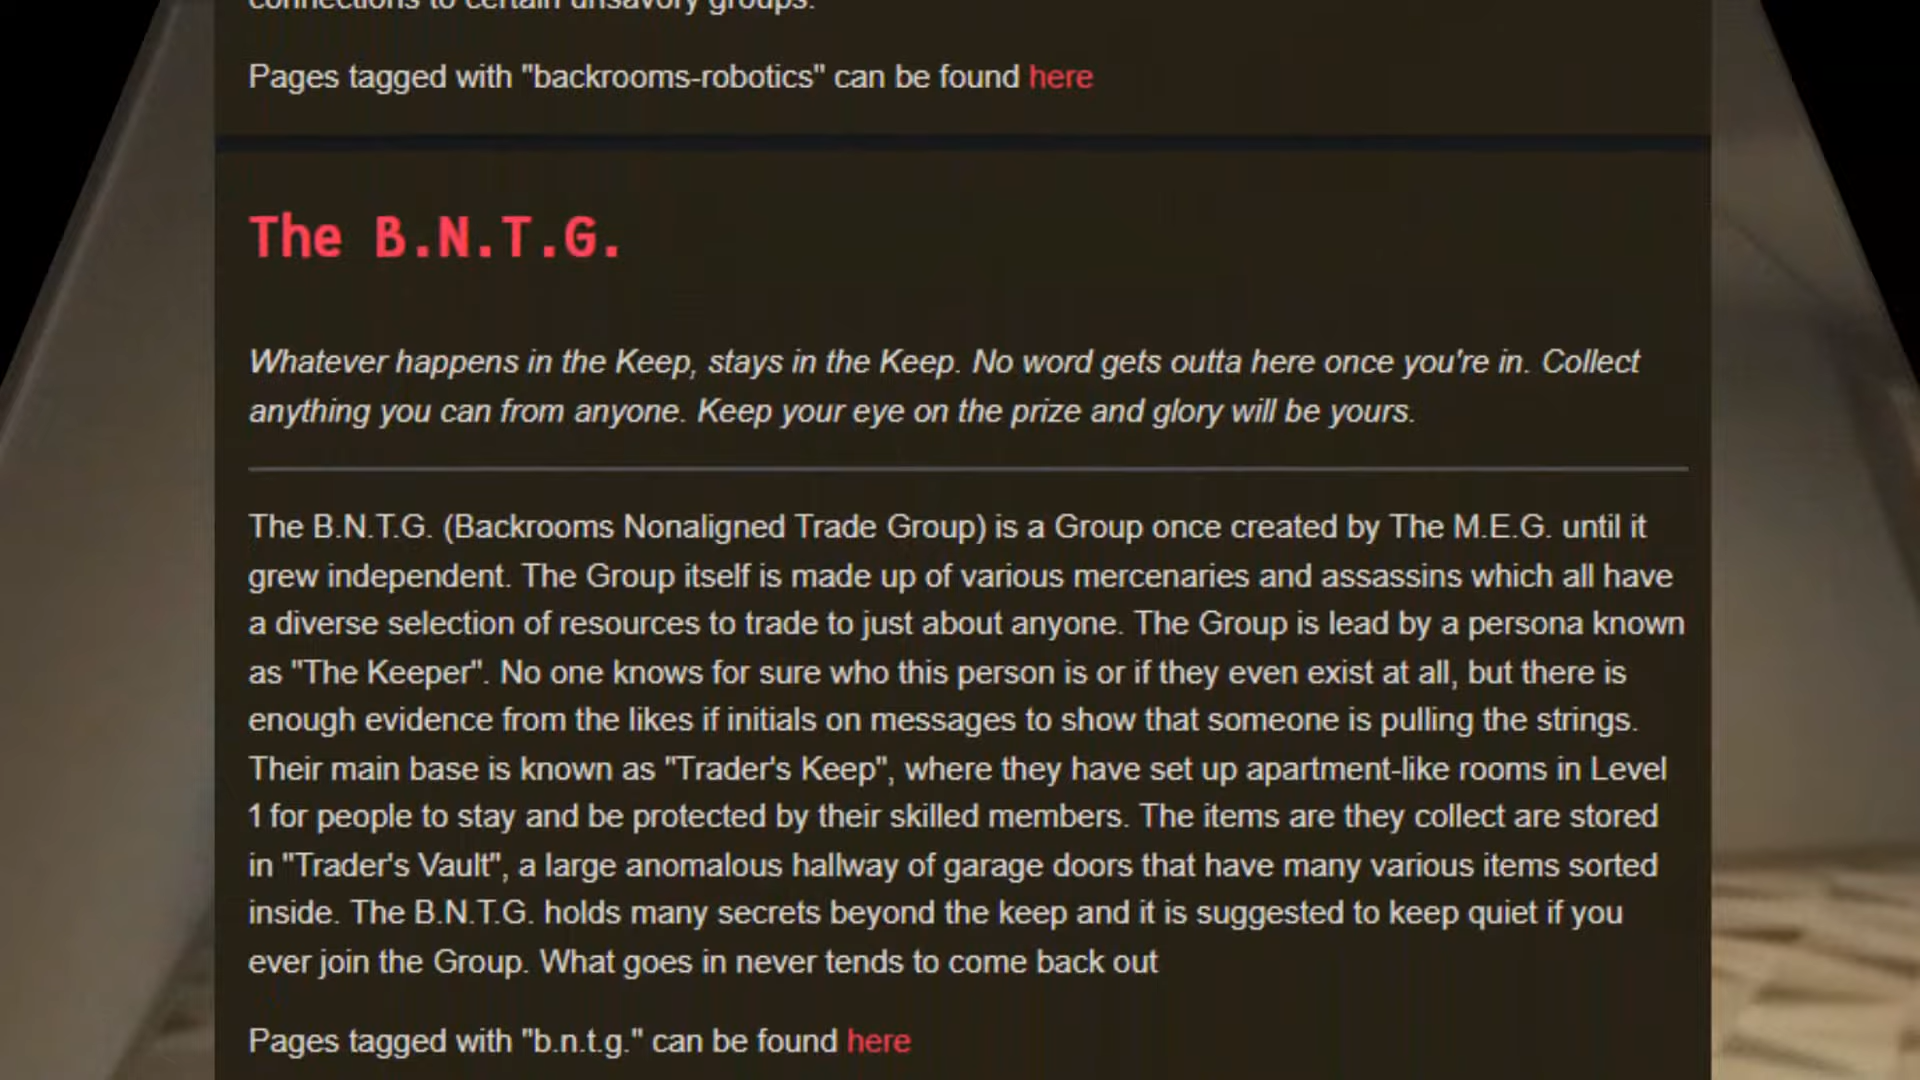 connections to certain unsavory groups.
Pages tagged with "backrooms-robotics" can be found here
The B.N.T.G.
Whatever happens in the Keep, stays in the Keep. No word gets outta here once you're in. Collect
anything you can from anyone. Keep your eye on the prize and glory will be yours.
The B.N.T.G. (Backrooms Nonaligned Trade Group) is a Group once created by The M.E.G. until it
grew independent. The Group itself is made up of various mercenaries and assassins which all have
a diverse selection of resources to trade to just about anyone. The Group is lead by a persona known
as "The Keeper". No one knows for sure who this person is or if they even exist at all, but there is
enough evidence from the likes if initials on messages to show that someone is pulling the strings.
Their main base is known as "Trader's Keep", where they have set up apartment-like rooms in Level
1 for people to stay and be protected by their skilled members. The items are they collect are stored
in "Trader's Vault", a large anomalous hallway of garage doors that have many various items sorted
inside. The B.N.T.G. holds many secrets beyond the keep and it is suggested to keep quiet if you
ever join the Group. What goes in never tends to come back out
Pages tagged with "b.n.t.g." can be found here